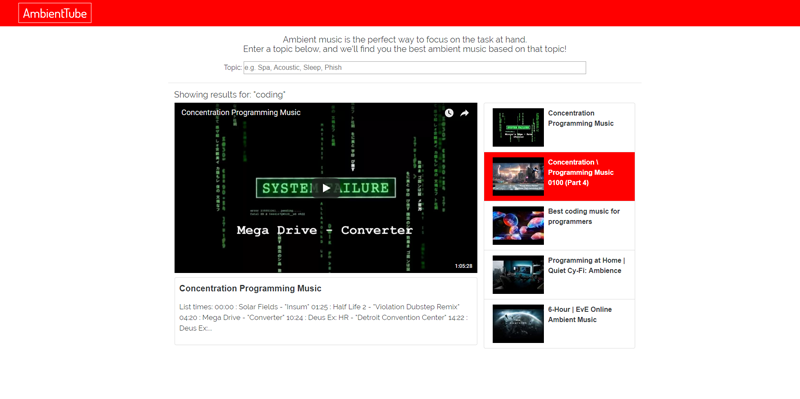 AmbientTube
Ambient music is the perfect way to focus on the task at hand.
Enter a topic below, and we'll find you the best ambient music based on that topic!
Topic: e.g. Spa, Acoustic, Sleep, Phish
Showing results for: "coding"
Concentration Programming Music
SYSTEM FAILURE
Mega Drive - Converter
1:05:28
Concentration Programming Music
List times: 00:00 : Solar Fields - "Insum" 01:25 : Half Life 2 - "Violation Dubstep Remix"
04:20 : Mega Drive - "Converter" 10:24 : Deus Ex: HR - "Detroit Convention Center" 14:22 :
Deus Ex:...
Concentration
Programming Music
Concentration \
Programming Music
0100 (Part 4)
Best coding music for
programmers
Programming at Home |
Quiet Cy-Fi: Ambience
6-Hour | EvE Online
Ambient Music